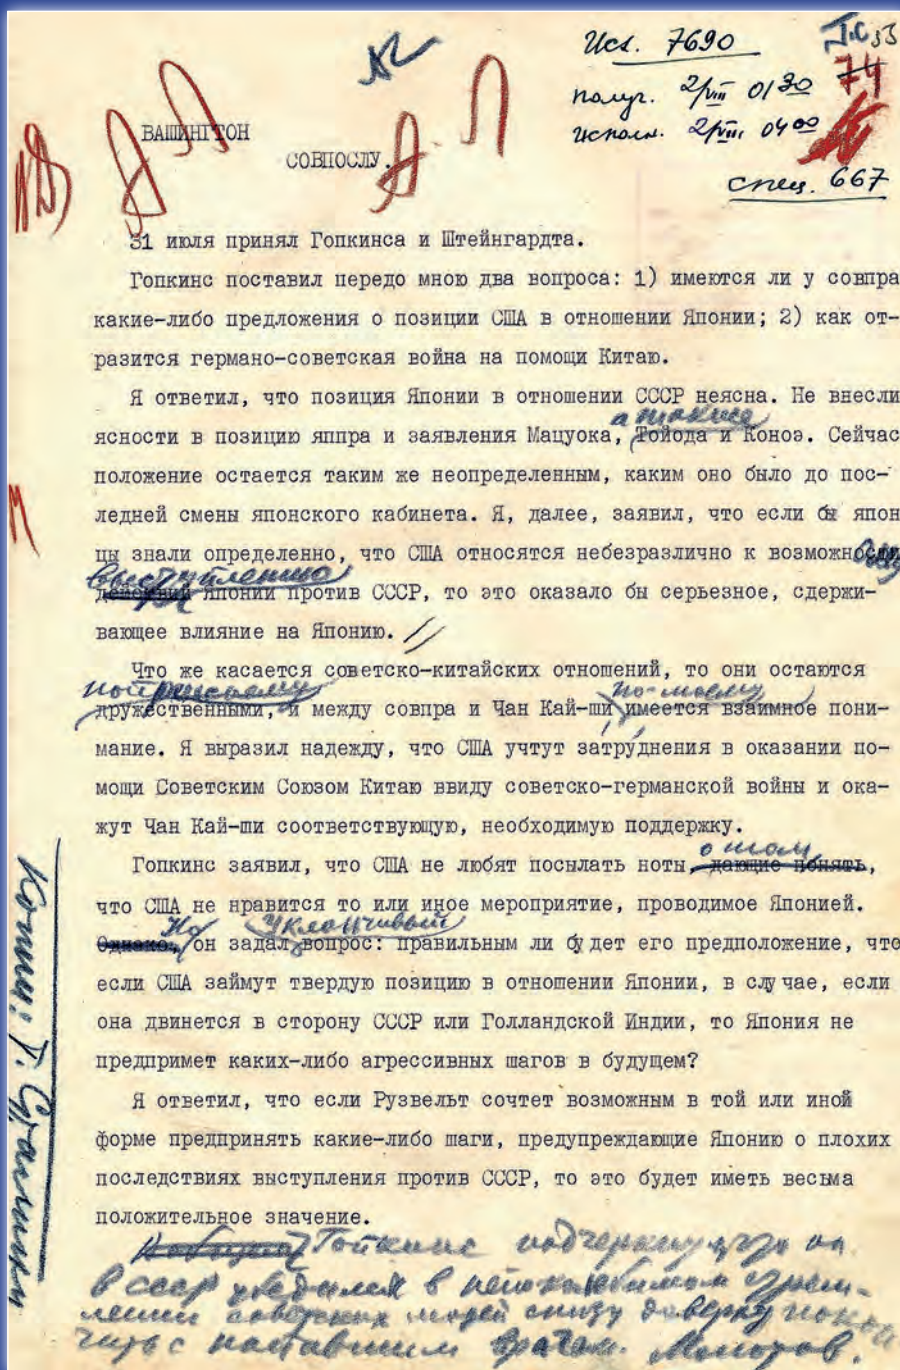 Исх. 7690
Т.С 53
74
получ. 2/VIII 01 30
исполн. 2/VIII 04 00
спец. 667
ВАШИНГТОН
СОВПОСЛУ.
31 июля принял Гопкинса и Штейнгардта.
Гопкинс поставил передо мною два вопроса: 1) имеются ли у совпра
какие-либо предложения о позиции США в отношении Японии; 2) как от-
разится германо-советская война на помощи Китаю.
Я ответил, что позиция Японии в отношении СССР неясна. Не внесли
а также
ясности в позицию яппра и заявления Мацуока, Тойода и Коноэ. Сейчас
положение остается таким же неопределенным, каким оно было до пос-
ледней смены японского кабинета. Я, далее, заявил, что если бы япон
цы знали определенно, что США относятся небезразлично к возможному
выступлению
действий Японии против СССР, то это оказало бы серьезное, сдержи-
вающее влияние на Японию.
Что же касается советско-китайских отношений, то они остаются
попрежнему по-моему
дружественными, и между совпра и Чан Кай-ши имеется взаимное пони-
мание. Я выразил надежду, что США учтут затруднения в оказании по-
мощи Советским Союзом Китаю ввиду советско-германской войны и ока-
жут Чан Кай-ши соответствующую, необходимую поддержку.
о том
Гопкинс заявил, что США не любят посылать ноты, дающие понять,
что США не нравится то или иное мероприятие, проводимое Японией.
Но уклончивый
Однако, он задал вопрос: правильным ли будет его предположение, что
если США займут твердую позицию в отношении Японии, в случае, если
она двинется в сторону СССР или Голландской Индии, то Япония не
предпримет каких-либо агрессивных шагов в будущем?
Я ответил, что если Рузвельт сочтет возможным в той или иной
форме предпринять какие-либо шаги, предупреждающие Японию о плохих
последствиях выступления против СССР, то это будет иметь весьма
положительное значение.
Гопкинс подчеркнул, что он
в СССР убедился в непоколебимом стрем-
лении советских людей снизу доверху покон
чить с напавшим врагом. Молотов.
Копии: т. Сталину